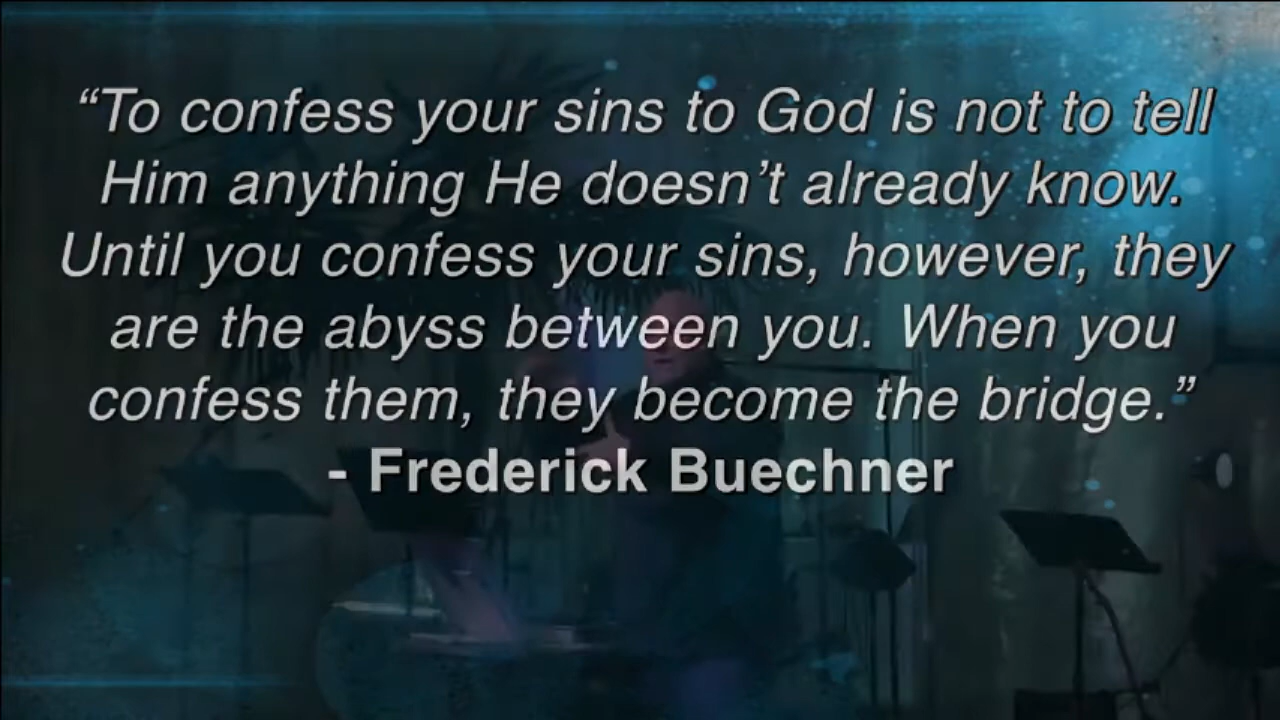 “To confess your sins to God is not to tell
Him anything He doesn’t already know.
Until you confess your sins, however, they
are the abyss between you. When you
confess them, they become the bridge.”
- Frederick Buechner